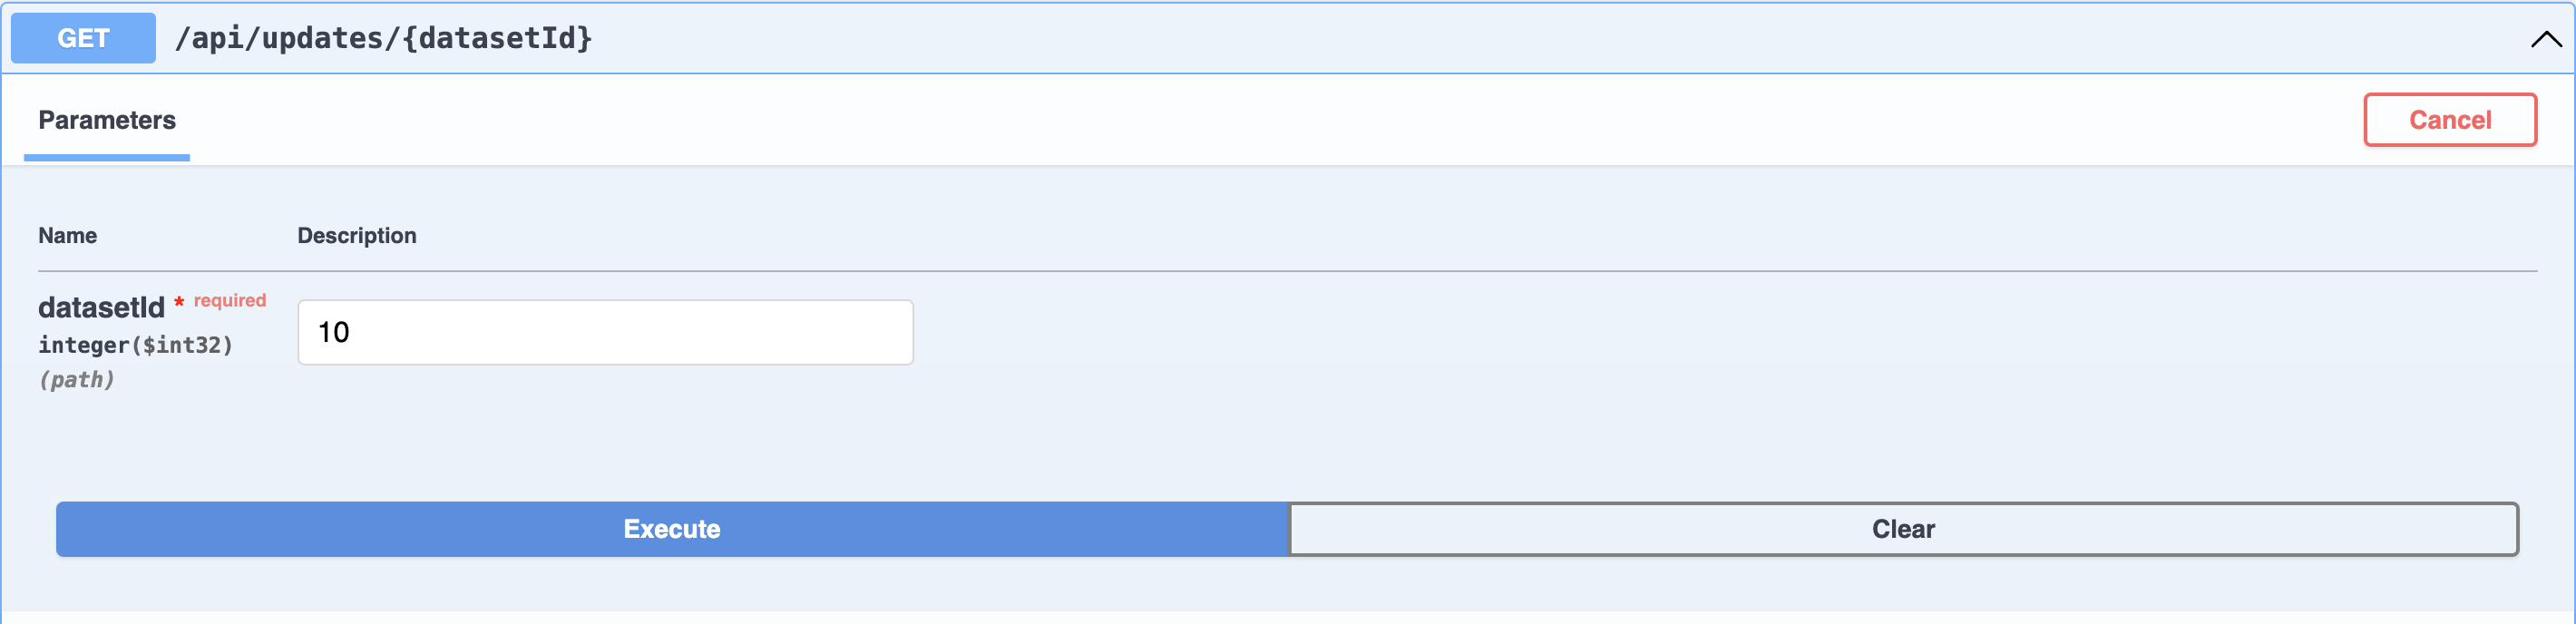 GET /api/updates/{datasetId}
Parameters
Cancel
Name Description
datasetId * required
10
integer($int32)
(path)
Execute Clear